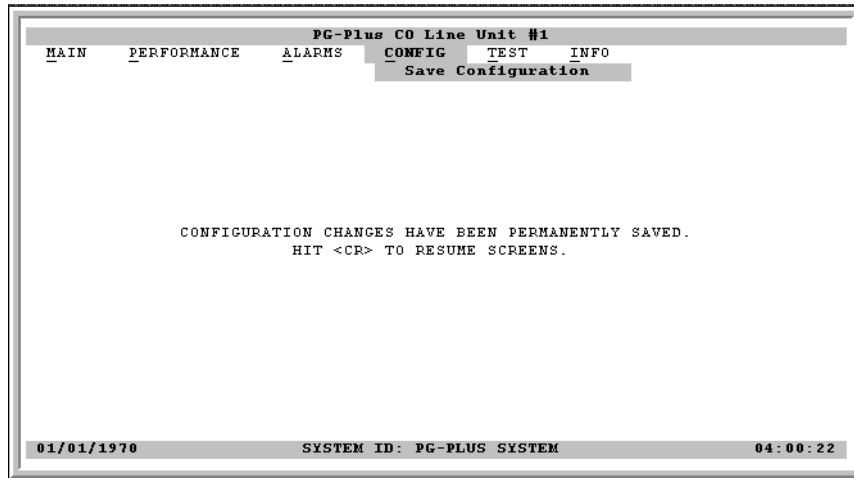 PG-Plus CO Line Unit #1
MAIN PERFORMANCE ALARMS CONFIG TEST INFO
Save Configuration
CONFIGURATION CHANGES HAVE BEEN PERMANENTLY SAVED.
HIT <CR> TO RESUME SCREENS.
01/01/1970 SYSTEM ID: PG-PLUS SYSTEM 04:00:22